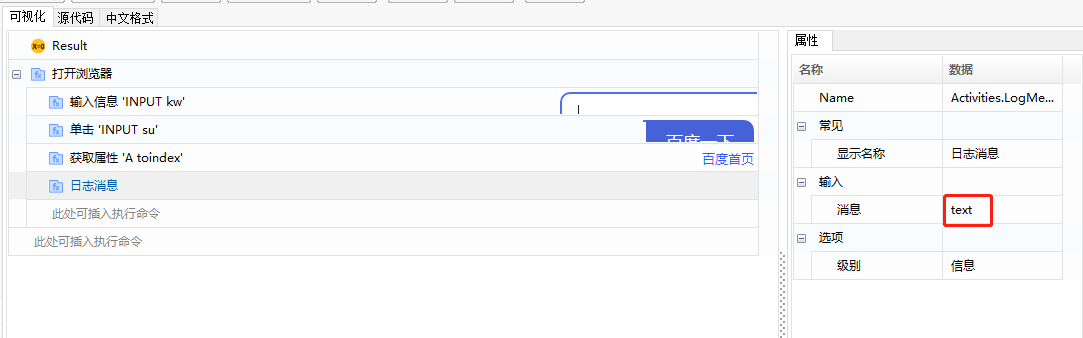 可视化 源代码 中文格式
Result
打开浏览器
输入信息 'INPUT kw'
单击 'INPUT su'
百度一下
获取属性 'A toindex'
百度首页
日志消息
此处可插入执行命令
此处可插入执行命令
属性
名称 数据
Name Activities.LogMe...
常见
显示名称 日志消息
输入
消息 text
选项
级别 信息